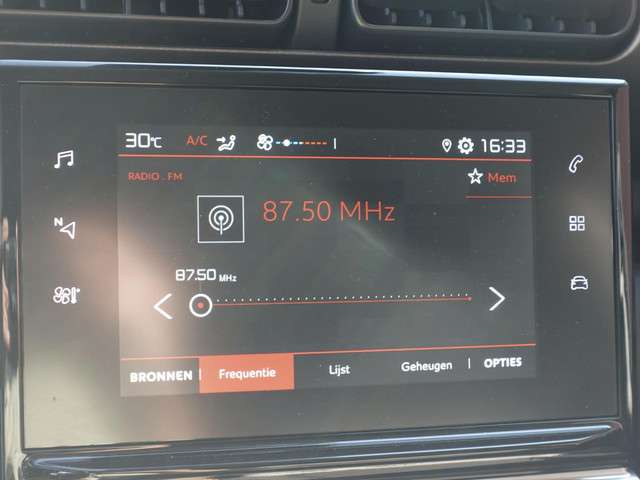 30°C A/C 16:33
RADIO . FM Mem
87.50 MHz
87.50 MHz
N
BRONNEN Frequentie Lijst Geheugen OPTIES